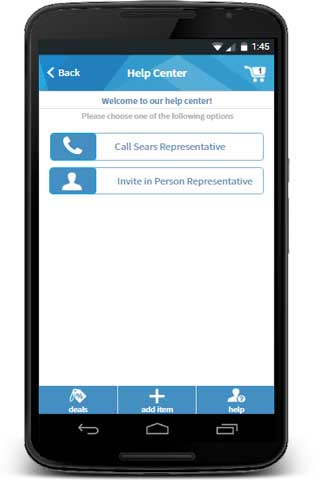 1:45
Back
Help Center
1
Welcome to our help center!
Please choose one of the following options
Call Sears Representative
Invite in Person Representative
deals
add item
help